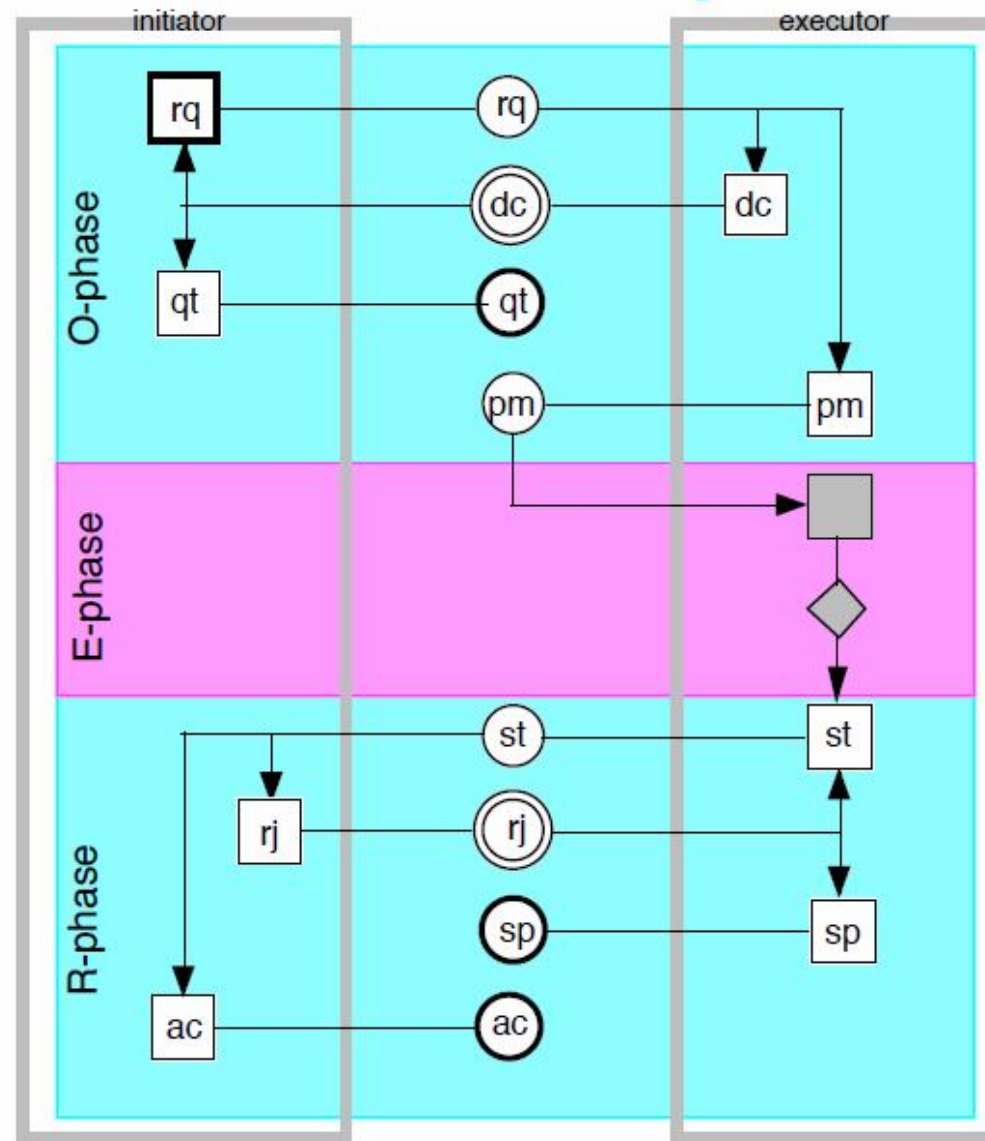 initiator
executor
O-phase
rq
rq
dc
dc
qt
qt
pm
pm
E-phase
R-phase
st
st
rj
rj
sp
sp
ac
ac